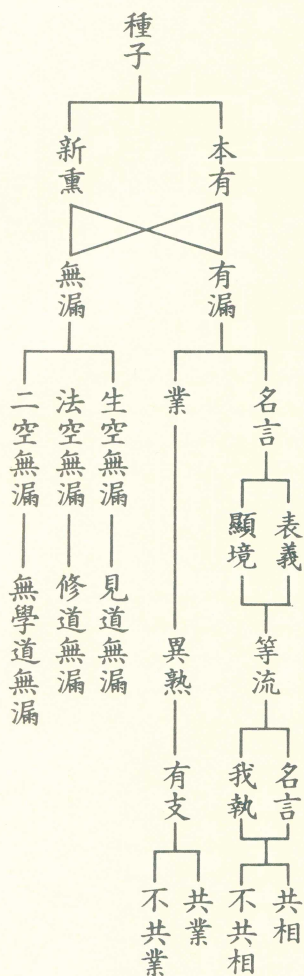 種子
本有
新熏
有漏
無漏
名言
業
表義
顯境
等流
名言
我執
共相
不共相
異熟
有支
共業
不共業
生空無漏
見道無漏
法空無漏
修道無漏
二空無漏
無學道無漏